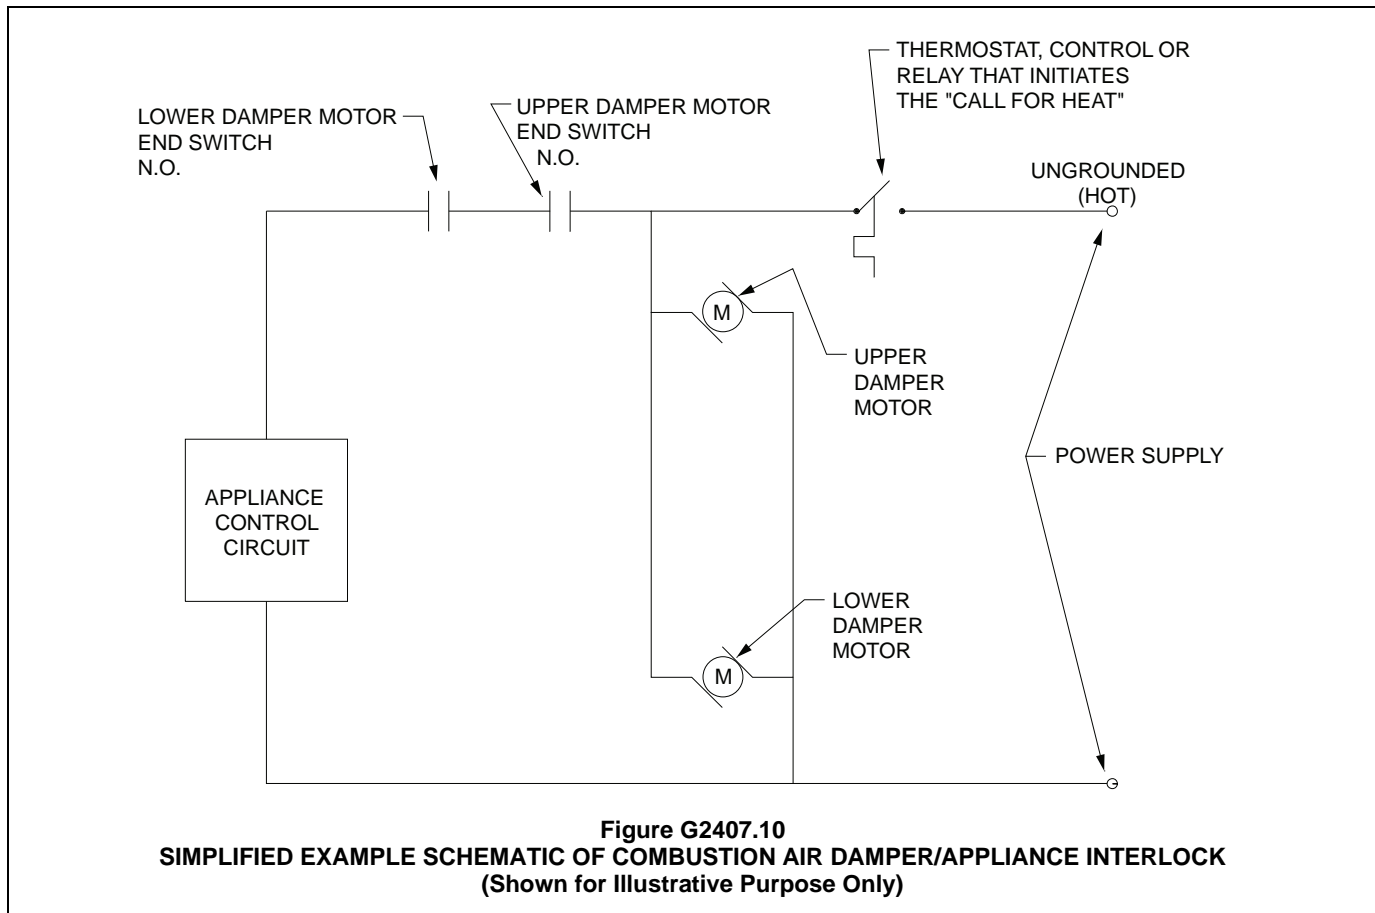 THERMOSTAT, CONTROL OR
RELAY THAT INITIATES
THE "CALL FOR HEAT"
LOWER DAMPER MOTOR
END SWITCH
N.O.
UPPER DAMPER MOTOR
END SWITCH
N.O.
UNGROUNDED
(HOT)
M
UPPER
DAMPER
MOTOR
POWER SUPPLY
APPLIANCE
CONTROL
CIRCUIT
LOWER
DAMPER
MOTOR
M
Figure G2407.10
SIMPLIFIED EXAMPLE SCHEMATIC OF COMBUSTION AIR DAMPER/APPLIANCE INTERLOCK
(Shown for Illustrative Purpose Only)